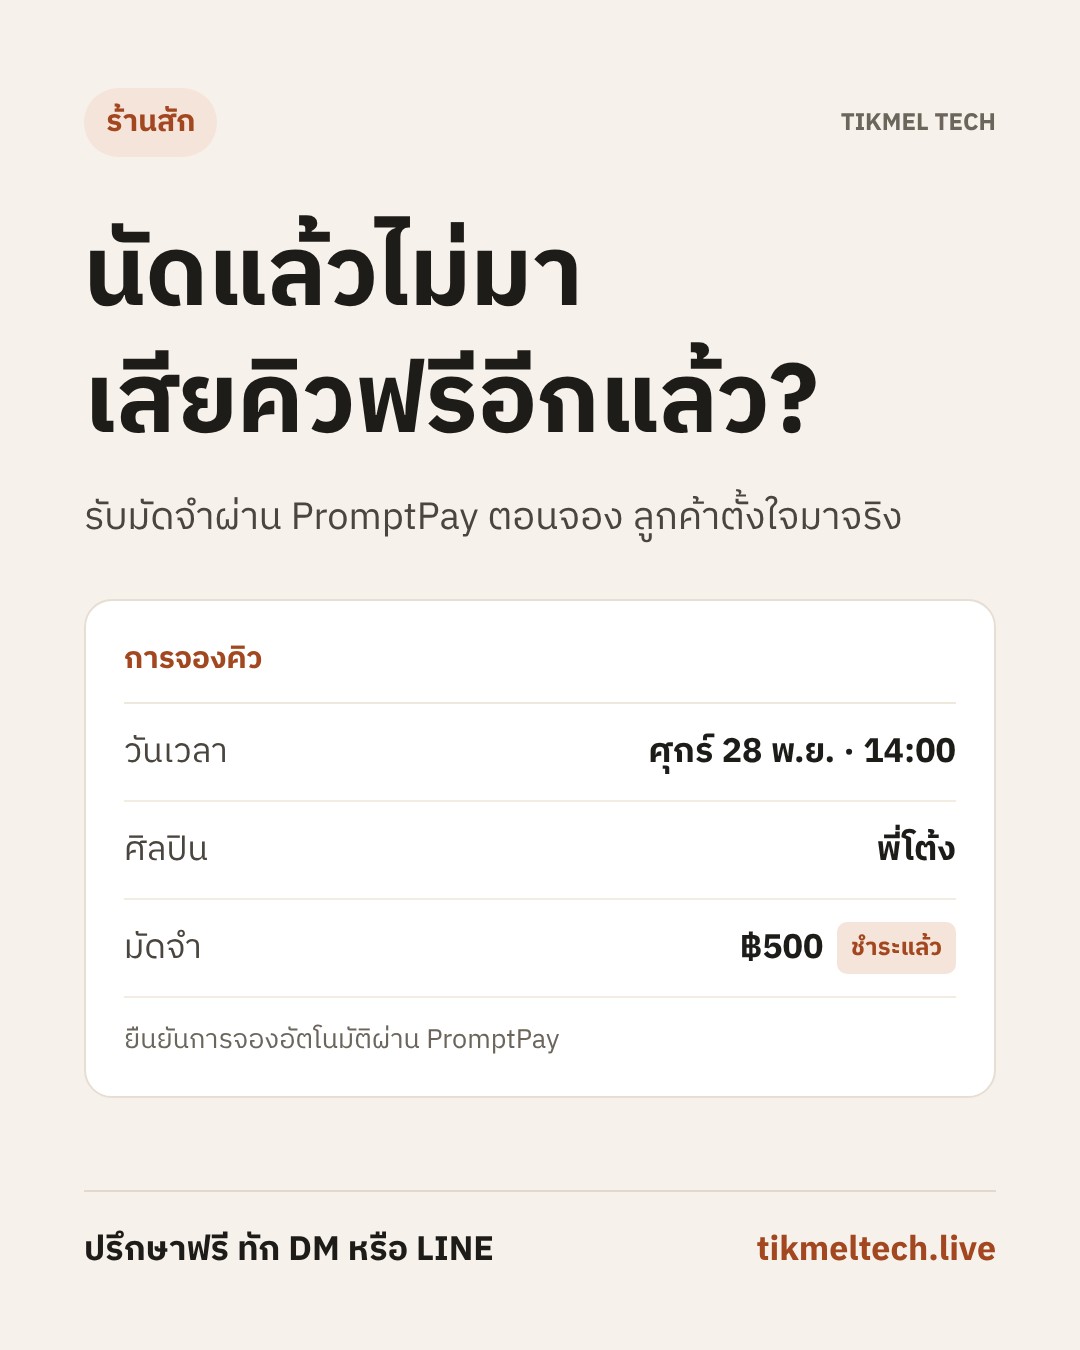 ร้านสัก
TIKMEL TECH
นัดแล้วไม่มา
เสียคิวฟรีอีกแล้ว?
รับมัดจำผ่าน PromptPay ตอนจอง ลูกค้าตั้งใจมาจริง
การจองคิว
วันเวลา ศุกร์ 28 พ.ย. · 14:00
ศิลปิน พี่โต้ง
มัดจำ ฿500 ชำระแล้ว
ยืนยันการจองอัตโนมัติผ่าน PromptPay
ปรึกษาฟรี ทัก DM หรือ LINE.
tikmeltech.live